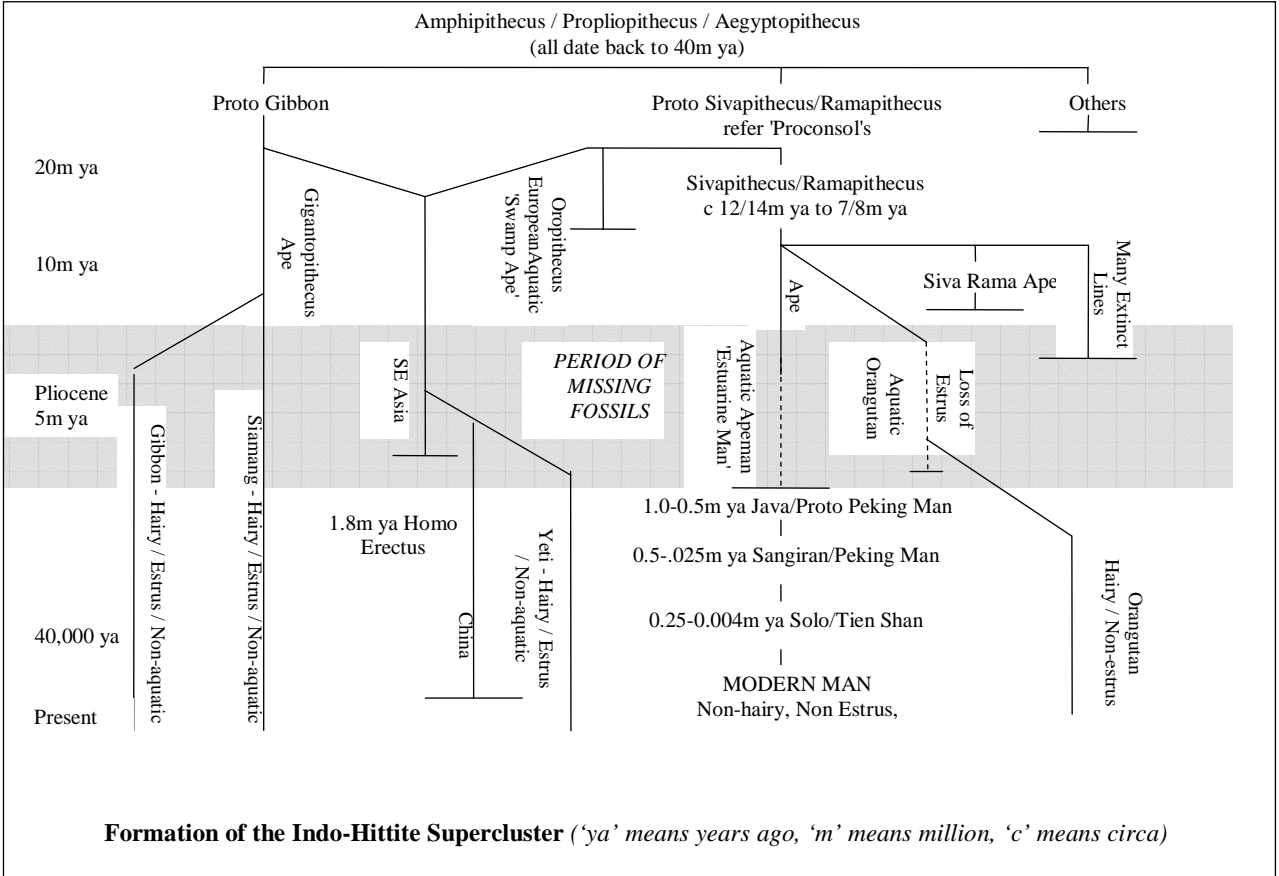 Amphipithecus / Propliopithecus / Aegyptopithecus
(all date back to 40m ya)
Proto Gibbon
Proto Sivapithecus/Ramapithecus
refer 'Proconsol's
Others
20m ya
Gigantopithecus
Ape
Oropithecus
EuropeanAquatic
'Swamp Ape'
Sivapithecus/Ramapithecus
c 12/14m ya to 7/8m ya
10m ya
Ape
Siva Rama Ape
Many Extinct
Lines
Pliocene
5m ya
SE Asia
PERIOD OF
MISSING
FOSSILS
Aquatic Apeman
'Estuarine Man'
Aquatic
Orangutan
Loss of
Estrus
Gibbon - Hairy / Estrus / Non-aquatic
Siamang - Hairy / Estrus / Non-aquatic
1.8m ya Homo
Erectus
China
Yeti - Hairy / Estrus
/ Non-aquatic
1.0-0.5m ya Java/Proto Peking Man
0.5-.025m ya Sangiran/Peking Man
0.25-0.004m ya Solo/Tien Shan
Orangutan
Hairy / Non-estrus
40,000 ya
Present
MODERN MAN
Non-hairy, Non Estrus,
Formation of the Indo-Hittite Supercluster (‘ya’ means years ago, ‘m’ means million, ‘c’ means circa)